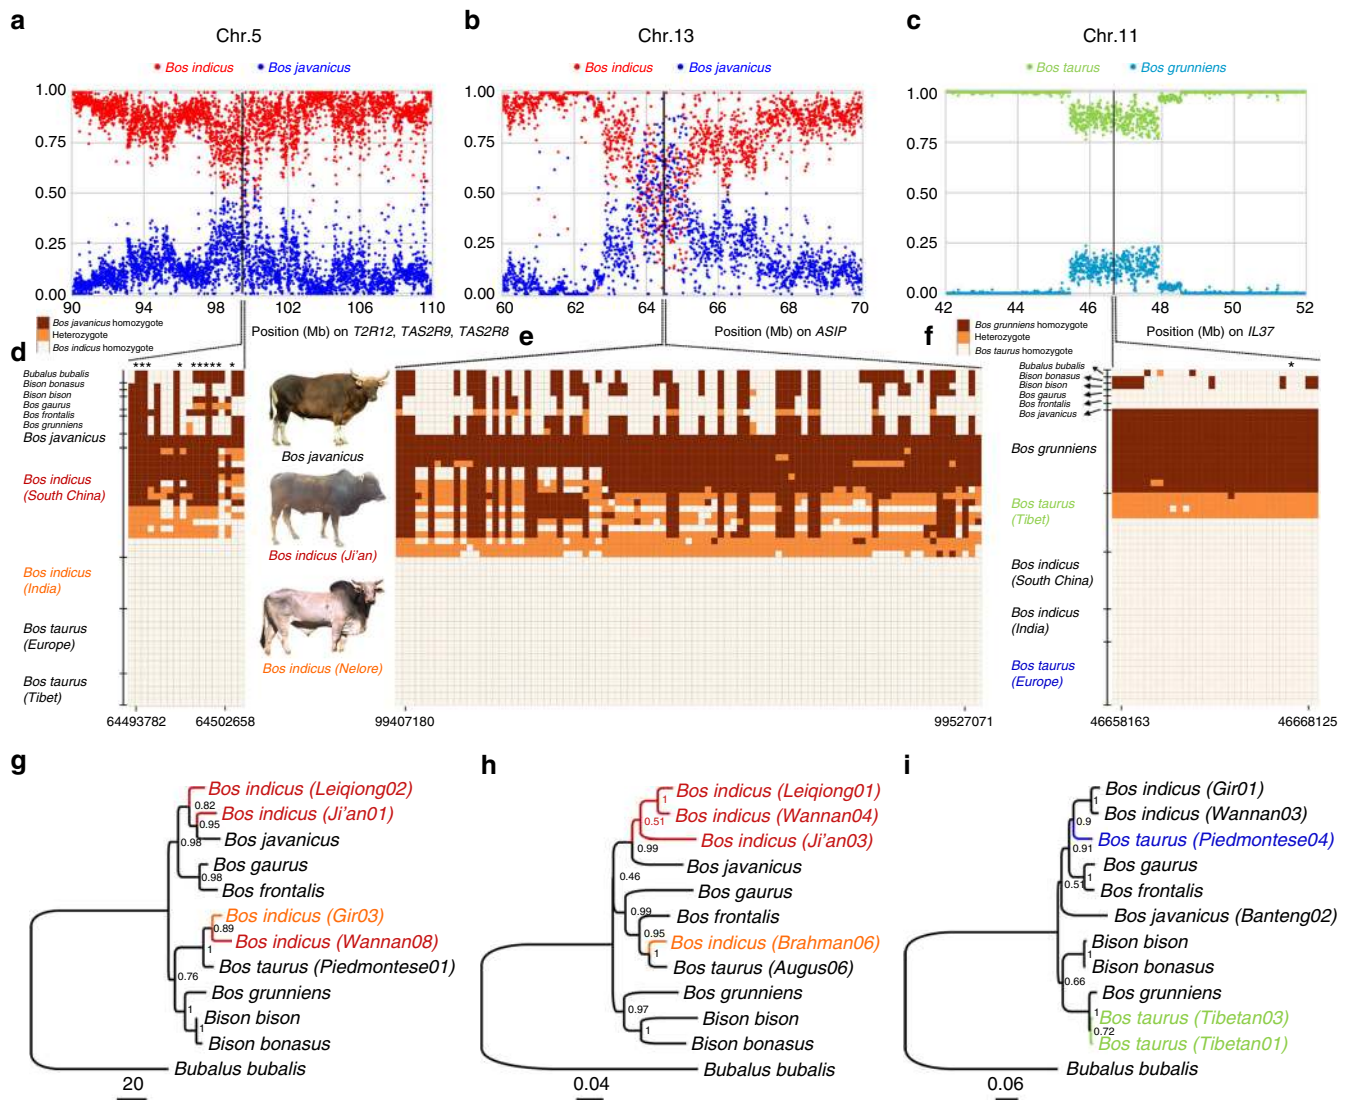 a
Chr.5
Bos indicus
Bos javanicus
1.00
0.75
0.50
0.25
0.00
90
94
98
102
106
110
Position (Mb) on T2R12, TAS2R9, TAS2R8
b
Chr.13
Bos indicus
Bos javanicus
1.00
0.75
0.50
0.25
0.00
60
62
64
66
68
70
Position (Mb) on ASIP
c
Chr.11
Bos taurus
Bos grunniens
1.00
0.75
0.50
0.25
0.00
42
44
46
48
50
52
Position (Mb) on IL37
Bos javanicus homozygote
Heterozygote
Bos indicus homozygote
d
*** * ***** *
Bubalus bubalis
Bison bonasus
Bison bison
Bos gaurus
Bos frontalis
Bos grunniens
Bos javanicus
Bos indicus
(South China)
Bos indicus
(India)
Bos taurus
(Europe)
Bos taurus
(Tibet)
64493782
64502658
e
Bos javanicus
Bos indicus (Ji'an)
Bos indicus (Nelore)
99407180
99527071
f
Bos grunniens homozygote
Heterozygote
Bos taurus homozygote
*
Bubalus bubalis
Bison bonasus
Bison bison
Bos gaurus
Bos frontalis
Bos javanicus
Bos grunniens
Bos taurus
(Tibet)
Bos indicus
(South China)
Bos indicus
(India)
Bos taurus
(Europe)
46658163
46668125
g
Bos indicus (Leiqiong02)
0.82
Bos indicus (Ji'an01)
0.95
Bos javanicus
0.98
Bos gaurus
0.98
Bos frontalis
Bos indicus (Gir03)
0.89
Bos indicus (Wannan08)
1
Bos taurus (Piedmontese01)
0.76
Bos grunniens
1
Bison bison
1
Bison bonasus
Bubalus bubalis
20
h
Bos indicus (Leiqiong01)
1
Bos indicus (Wannan04)
0.51
Bos indicus (Ji'an03)
0.99
Bos javanicus
0.46
Bos gaurus
0.99
Bos frontalis
0.95
Bos indicus (Brahman06)
1
Bos taurus (Augus06)
Bos grunniens
0.97
Bison bison
1
Bison bonasus
Bubalus bubalis
0.04
i
Bos indicus (Gir01)
1
Bos indicus (Wannan03)
0.9
Bos taurus (Piedmontese04)
0.91
Bos gaurus
1
0.51
Bos frontalis
Bos javanicus (Banteng02)
Bison bison
1
Bison bonasus
0.66
Bos grunniens
1
Bos taurus (Tibetan03)
0.72
Bos taurus (Tibetan01)
Bubalus bubalis
0.06